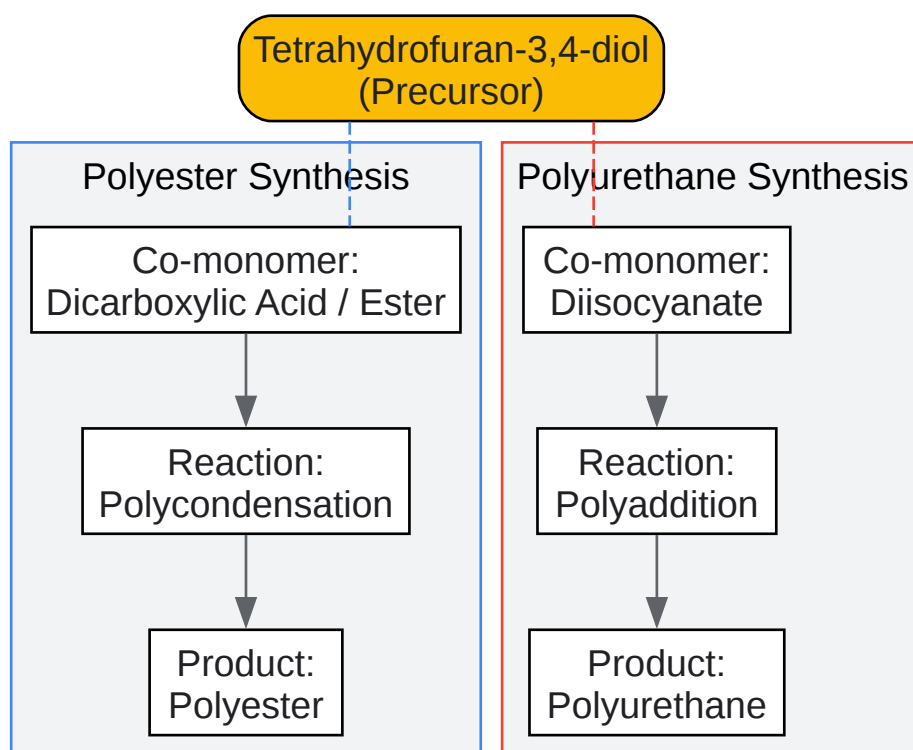 Tetrahydrofuran-3,4-diol
(Precursor)
Polyester Synthesis
Co-monomer:
Dicarboxylic Acid / Ester
Reaction:
Polycondensation
Product:
Polyester
Polyurethane Synthesis
Co-monomer:
Diisocyanate
Reaction:
Polyaddition
Product:
Polyurethane